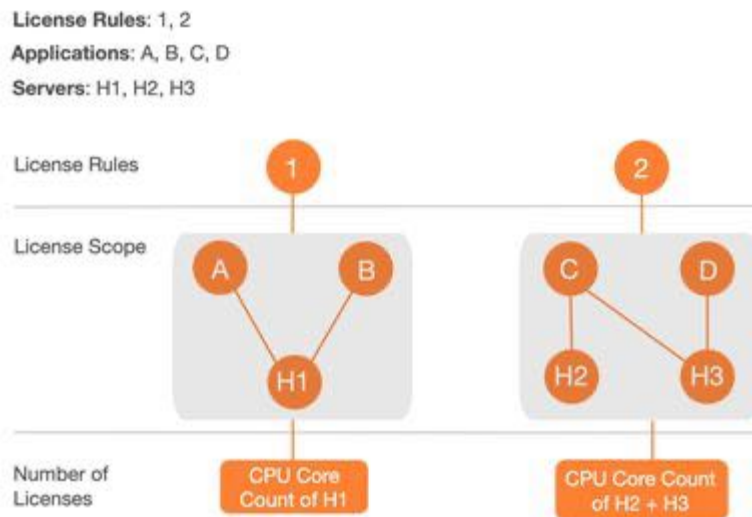 License Rules: 1, 2
Applications: A, B, C, D
Servers: H1, H2, H3
License Rules
1
2
License Scope
A
B
C
D
H1
H2
H3
Number of
Licenses
CPU Core
Count of H1
CPU Core Count
of H2 + H3